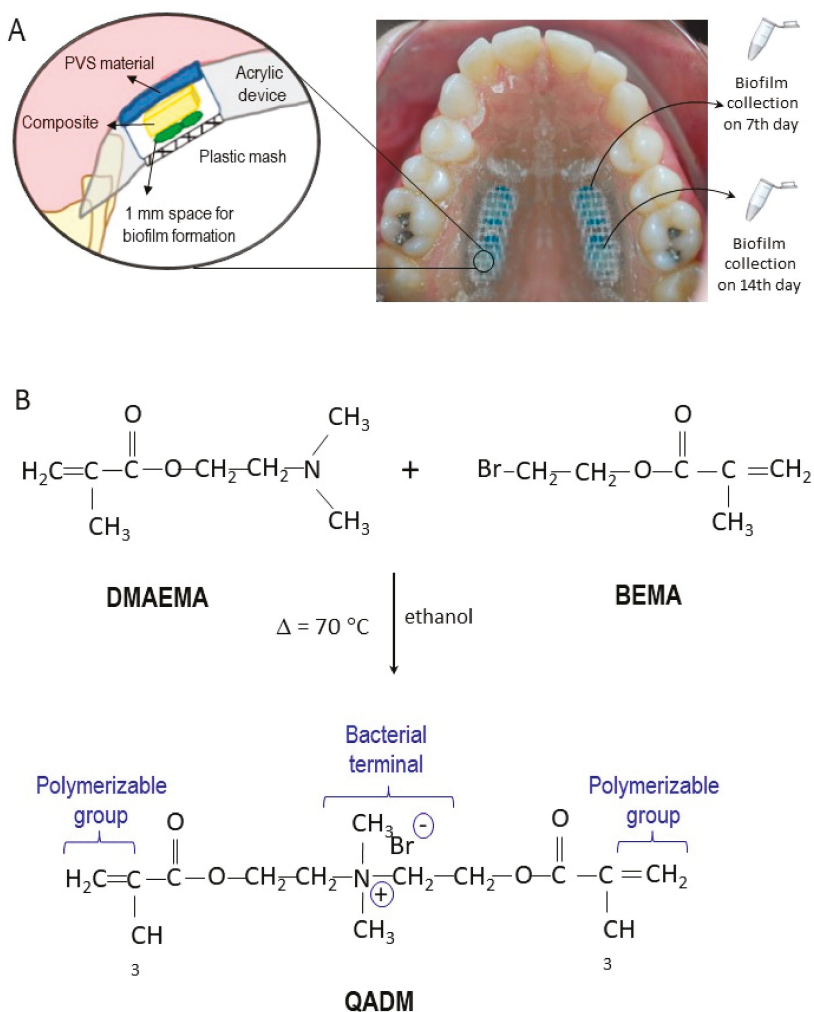 A
PVS material
Acrylic
device
Composite
Plastic mash
1 mm space for
biofilm formation
Biofilm
collection
on 7th day
Biofilm
collection
on 14th day
B
O
CH₃
H₂C=C—C—O—CH₂—CH₂—N
CH₃
CH₃
+
O
Br—CH₂—CH₂—O—C—C=CH₂
CH₃
DMAEMA
BEMA
Δ = 70 °C
ethanol
Bacterial
terminal
Polymerizable
group
Polymerizable
group
O
CH₃ -
Br
O
H₂C=C—C—O—CH₂CH₂—N—CH₂—CH₂—O—C—C=CH₂
+
CH
3
CH₃
CH
3
QADM